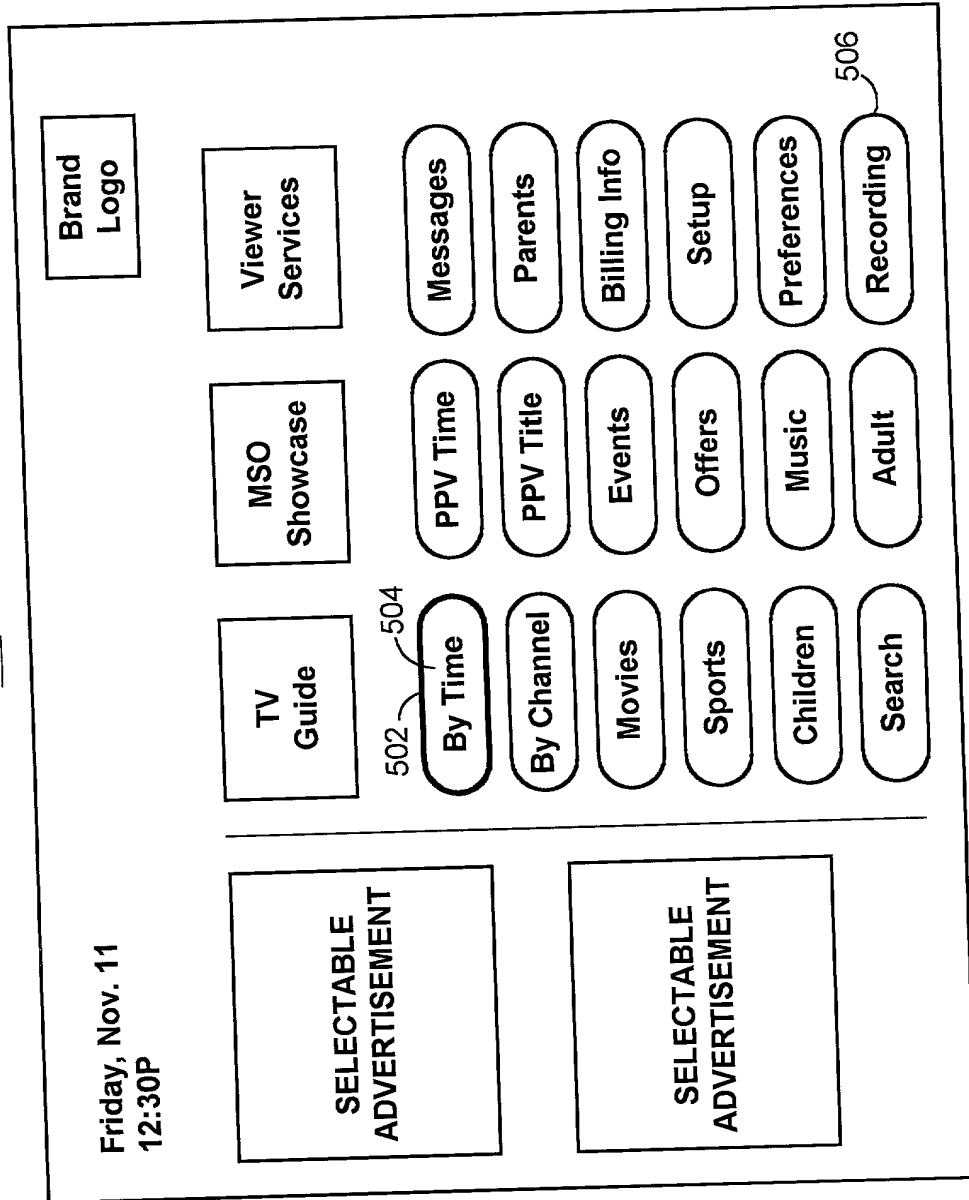 Friday, Nov. 11
12:30P
Brand
Logo
SELECTABLE
ADVERTISEMENT
SELECTABLE
ADVERTISEMENT
TV
Guide
502
504
By Time
By Channel
Movies
Sports
Children
Search
MSO
Showcase
PPV Time
PPV Title
Events
Offers
Music
Adult
Viewer
Services
Messages
Parents
Billing Info
Setup
Preferences
Recording
506